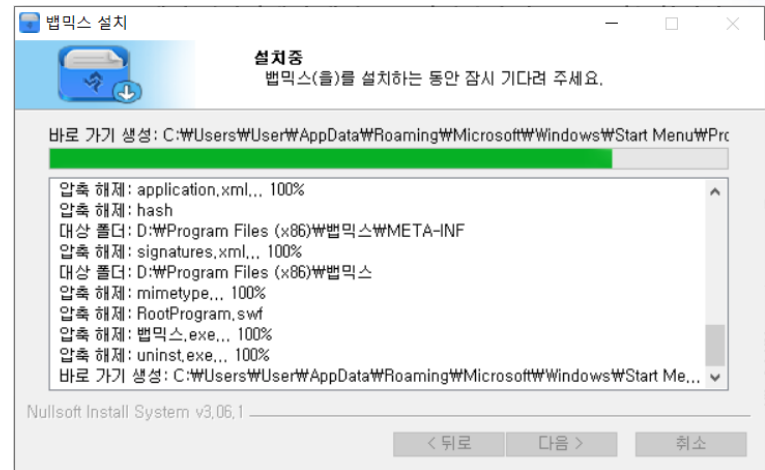 뱁믹스 설치
설치중
뱁믹스(을)를 설치하는 동안 잠시 기다려 주세요.
바로 가기 생성: C:₩Users₩User₩AppData₩Roaming₩Microsoft₩Windows₩Start Menu₩Prc
압축 해제: application.xml... 100%
압축 해제: hash
대상 폴더: D:₩Program Files (x86)₩뱁믹스₩META-INF
압축 해제: signatures.xml... 100%
대상 폴더: D:₩Program Files (x86)₩뱁믹스
압축 해제: mimetype... 100%
압축 해제: RootProgram.swf
압축 해제: 뱁믹스.exe... 100%
압축 해제: uninst.exe... 100%
바로 가기 생성: C:₩Users₩User₩AppData₩Roaming₩Microsoft₩Windows₩Start Me...
Nullsoft Install System v3.06.1
< 뒤로 다음 > 취소